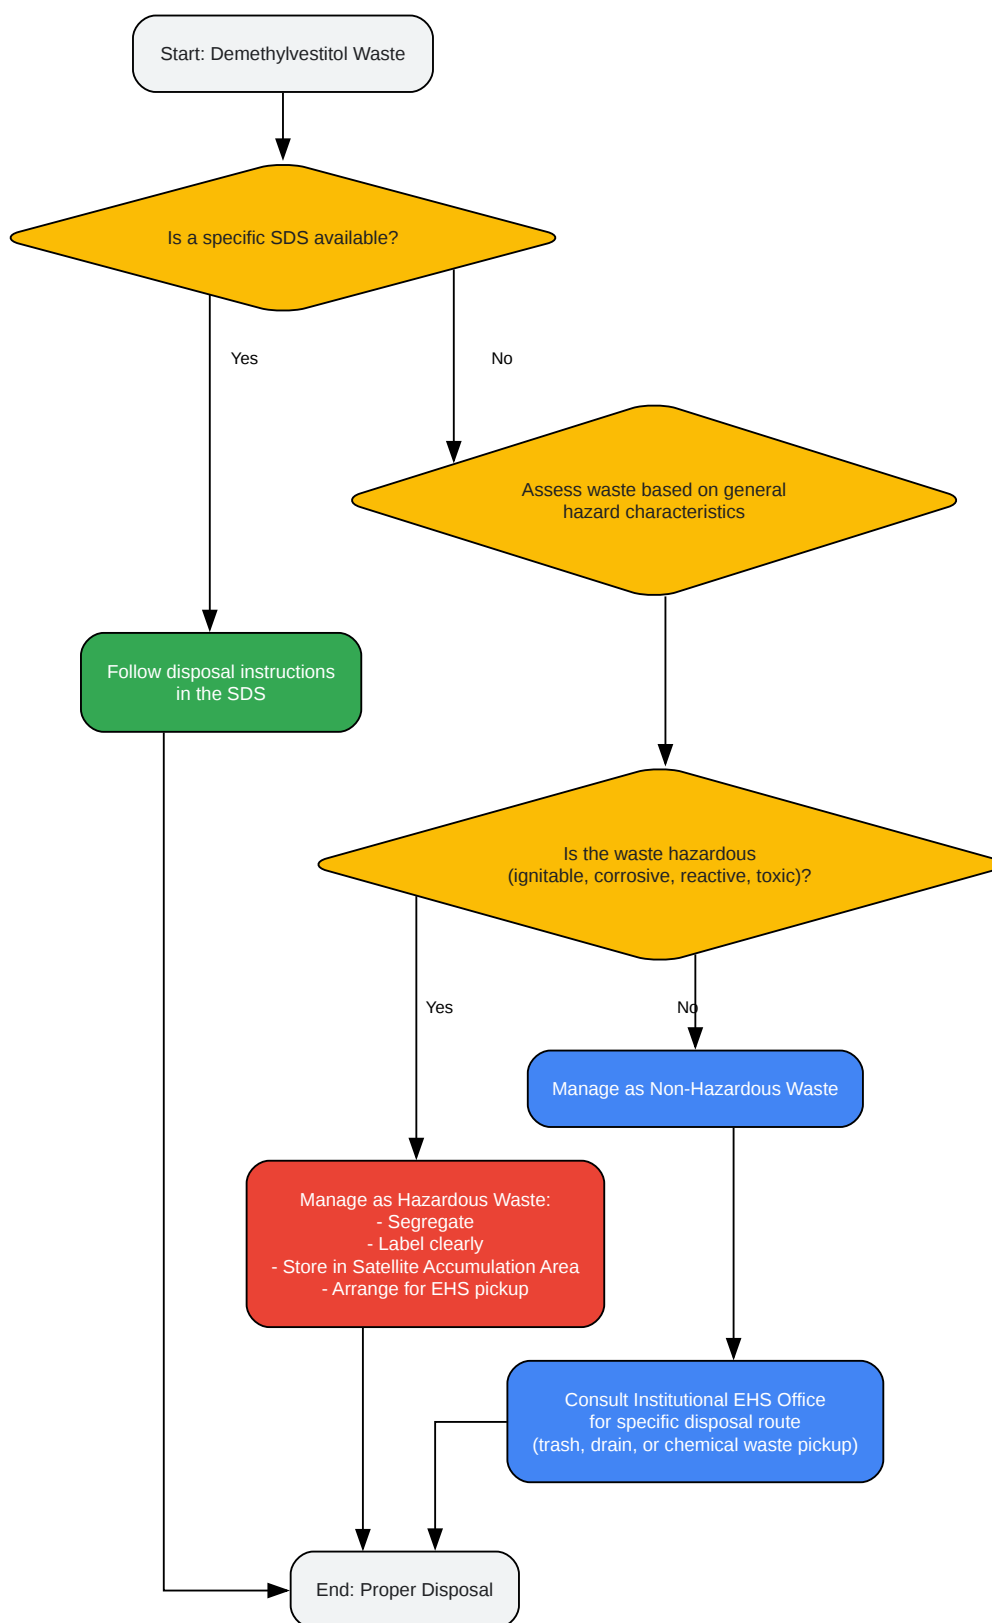 Start: Demethylvestitol Waste
Is a specific SDS available?
Yes
No
Assess waste based on general
hazard characteristics
Follow disposal instructions
in the SDS
Is the waste hazardous
(ignitable, corrosive, reactive, toxic)?
Yes
No
Manage as Non-Hazardous Waste
Manage as Hazardous Waste:
- Segregate
- Label clearly
- Store in Satellite Accumulation Area
- Arrange for EHS pickup
Consult Institutional EHS Office
for specific disposal route
(trash, drain, or chemical waste pickup)
End: Proper Disposal